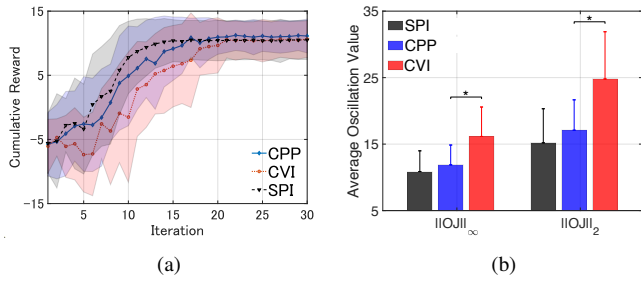 15
5
-5
-15
Cumulative Reward
5
10
15
20
25
30
Iteration
CPP
CVI
SPI
(a)
35
25
15
5
Average Oscillation Value
SPI
CPP
CVI
*
*
||OJ||∞
||OJ||2
(b)